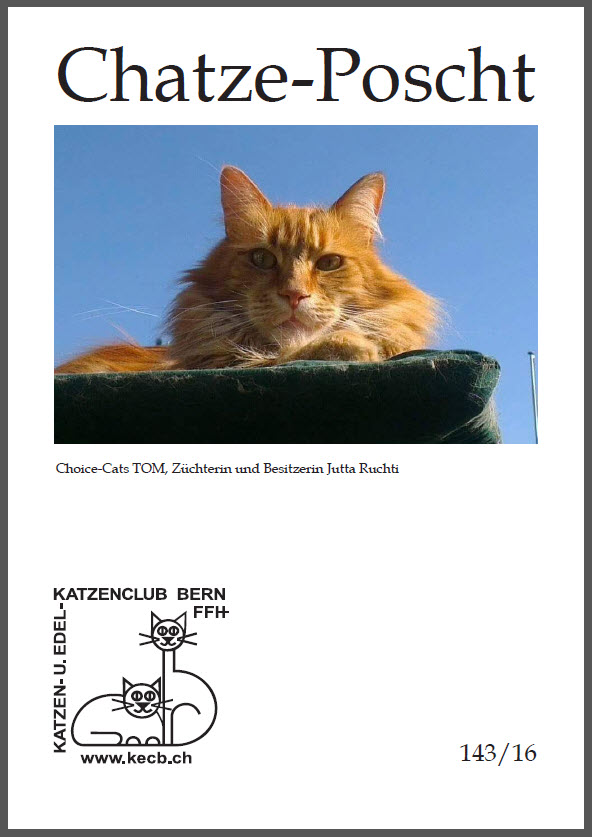 Chatze-Poscht
Choice-Cats TOM, Züchterin und Besitzerin Jutta Ruchti
KATZEN- U. EDEL-
KATZENCLUB BERN
FFH
www.kecb.ch
143/16